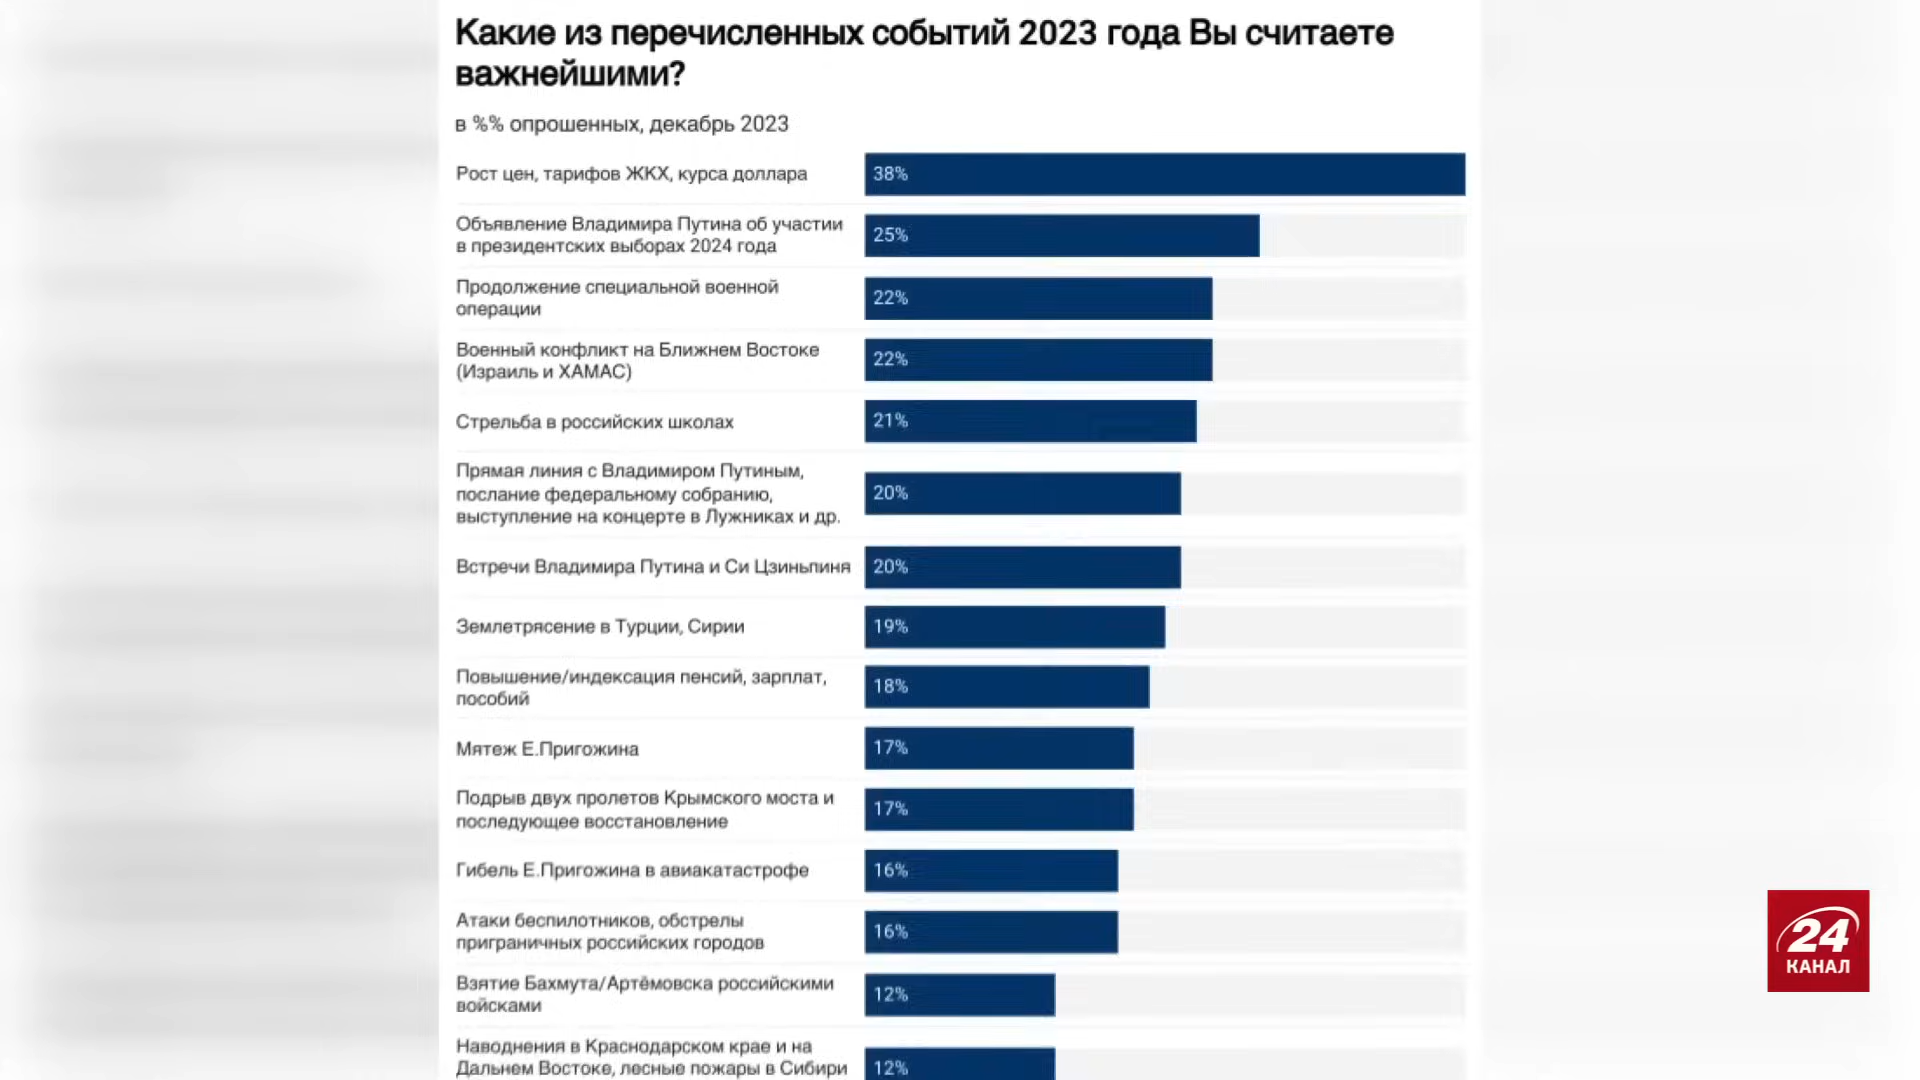 Какие из перечисленных событий 2023 года Вы считаете
важнейшими?
в %% опрошенных, декабрь 2023
Рост цен, тарифов ЖКХ, курса доллара
38%
Объявление Владимира Путина об участии
в президентских выборах 2024 года
25%
Продолжение специальной военной
операции
22%
Военный конфликт на Ближнем Востоке
(Израиль и ХАМАС)
22%
Стрельба в российских школах
21%
Прямая линия с Владимиром Путиным,
послание федеральному собранию,
выступление на концерте в Лужниках и др.
20%
Встречи Владимира Путина и Си Цзиньпиня
20%
Землетрясение в Турции, Сирии
19%
Повышение/индексация пенсий, зарплат,
пособий
18%
Мятеж Е.Пригожина
17%
Подрыв двух пролетов Крымского моста и
последующее восстановление
17%
Гибель Е.Пригожина в авиакатастрофе
16%
Атаки беспилотников, обстрелы
приграничных российских городов
16%
Взятие Бахмута/Артёмовска российскими
войсками
12%
Наводнения в Краснодарском крае и на
Дальнем Востоке, лесные пожары в Сибири
12%
24
КАНАЛ